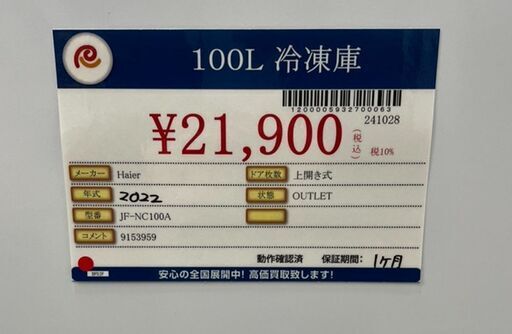 100L 冷凍庫
1200005932700063
241028
¥21,900 (税込) 税10%
メーカー Haier
ドア枚数 上開き式
年式 2022
状態 OUTLET
型番 JF-NC100A
コメント 9153959
動作確認済 保証期間: 1ヶ月
安心の全国展開中! 高価買取致します!